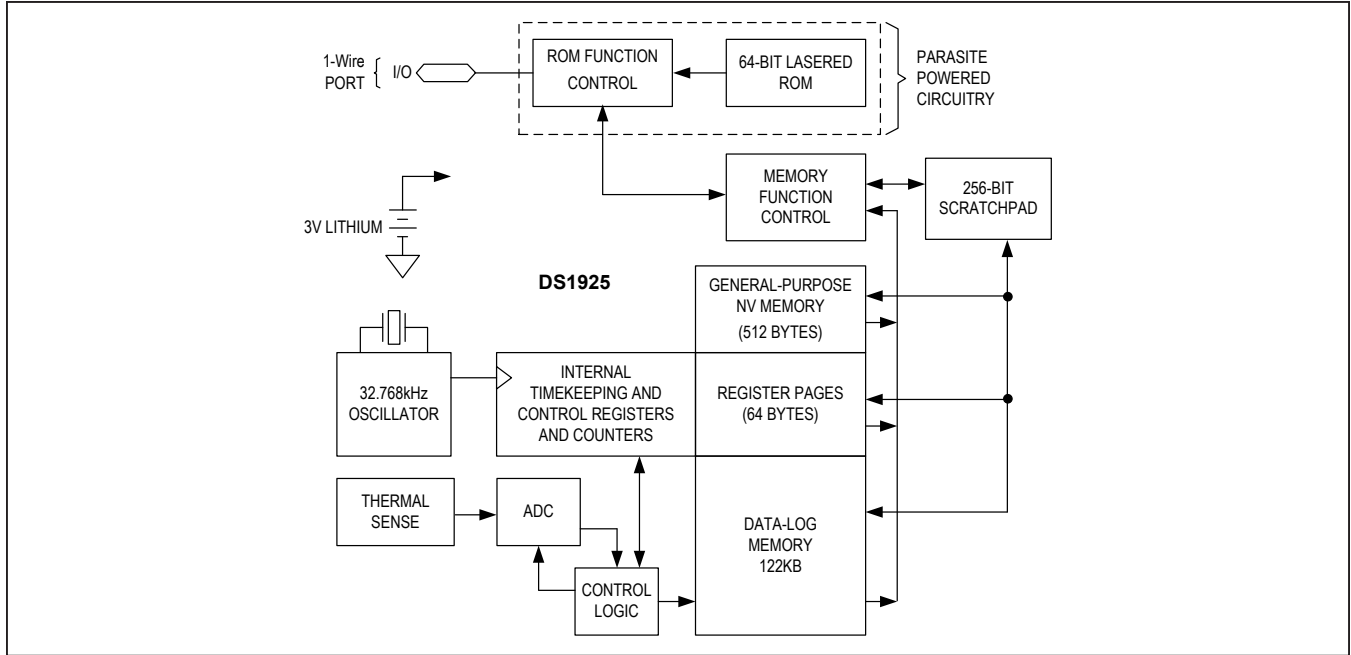 1-Wire
PORT
I/O
ROM FUNCTION
CONTROL
64-BIT LASERED
ROM
PARASITE
POWERED
CIRCUITRY
MEMORY
FUNCTION
CONTROL
256-BIT
SCRATCHPAD
3V LITHIUM
DS1925
GENERAL-PURPOSE
NV MEMORY
(512 BYTES)
32.768kHz
OSCILLATOR
INTERNAL
TIMEKEEPING AND
CONTROL REGISTERS
AND COUNTERS
REGISTER PAGES
(64 BYTES)
THERMAL
SENSE
ADC
CONTROL
LOGIC
DATA-LOG
MEMORY
122KB